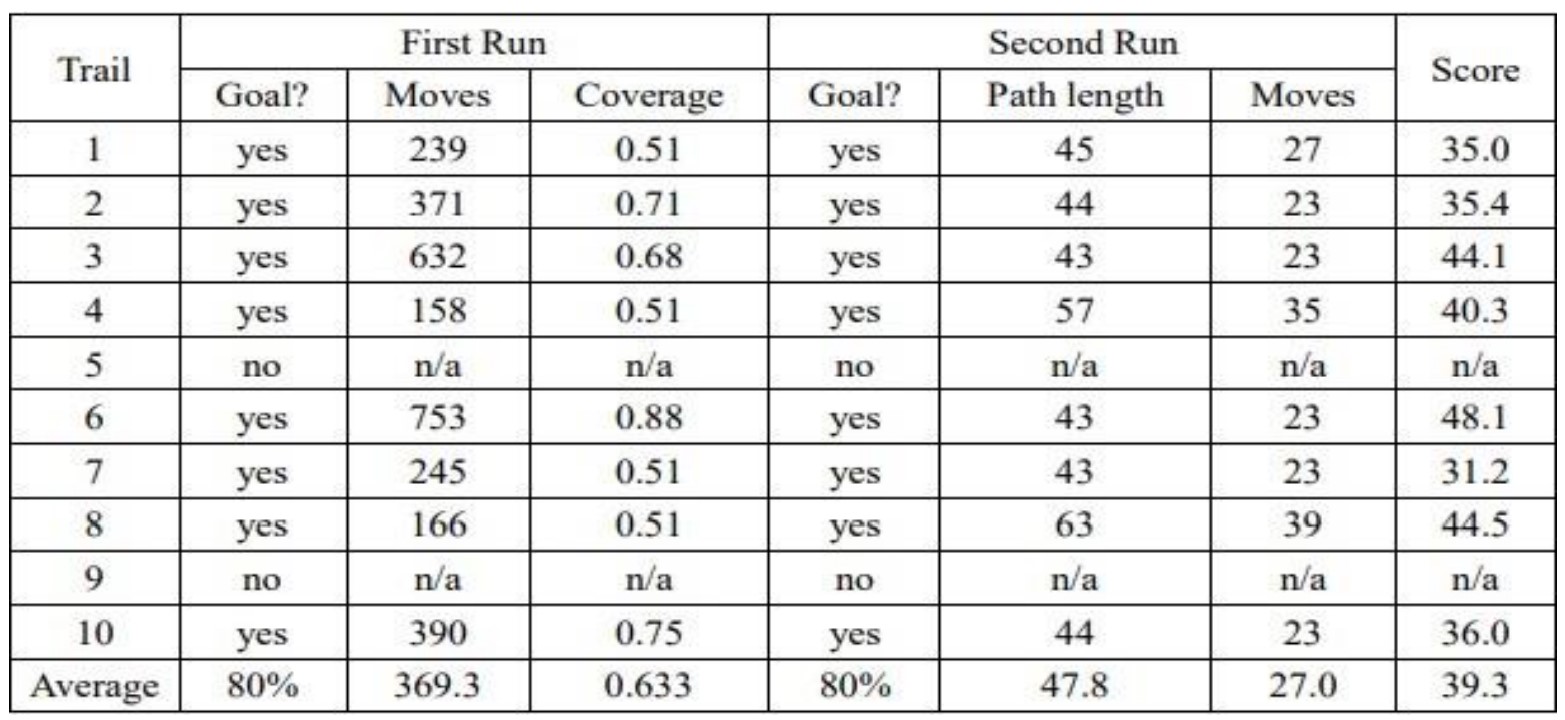 Trail First Run Second Run Score
Goal? Moves Coverage Goal? Path length Moves
1 yes 239 0.51 yes 45 27 35.0
2 yes 371 0.71 yes 44 23 35.4
3 yes 632 0.68 yes 43 23 44.1
4 yes 158 0.51 yes 57 35 40.3
5 no n/a n/a no n/a n/a n/a
6 yes 753 0.88 yes 43 23 48.1
7 yes 245 0.51 yes 43 23 31.2
8 yes 166 0.51 yes 63 39 44.5
9 no n/a n/a no n/a n/a n/a
10 yes 390 0.75 yes 44 23 36.0
Average 80% 369.3 0.633 80% 47.8 27.0 39.3